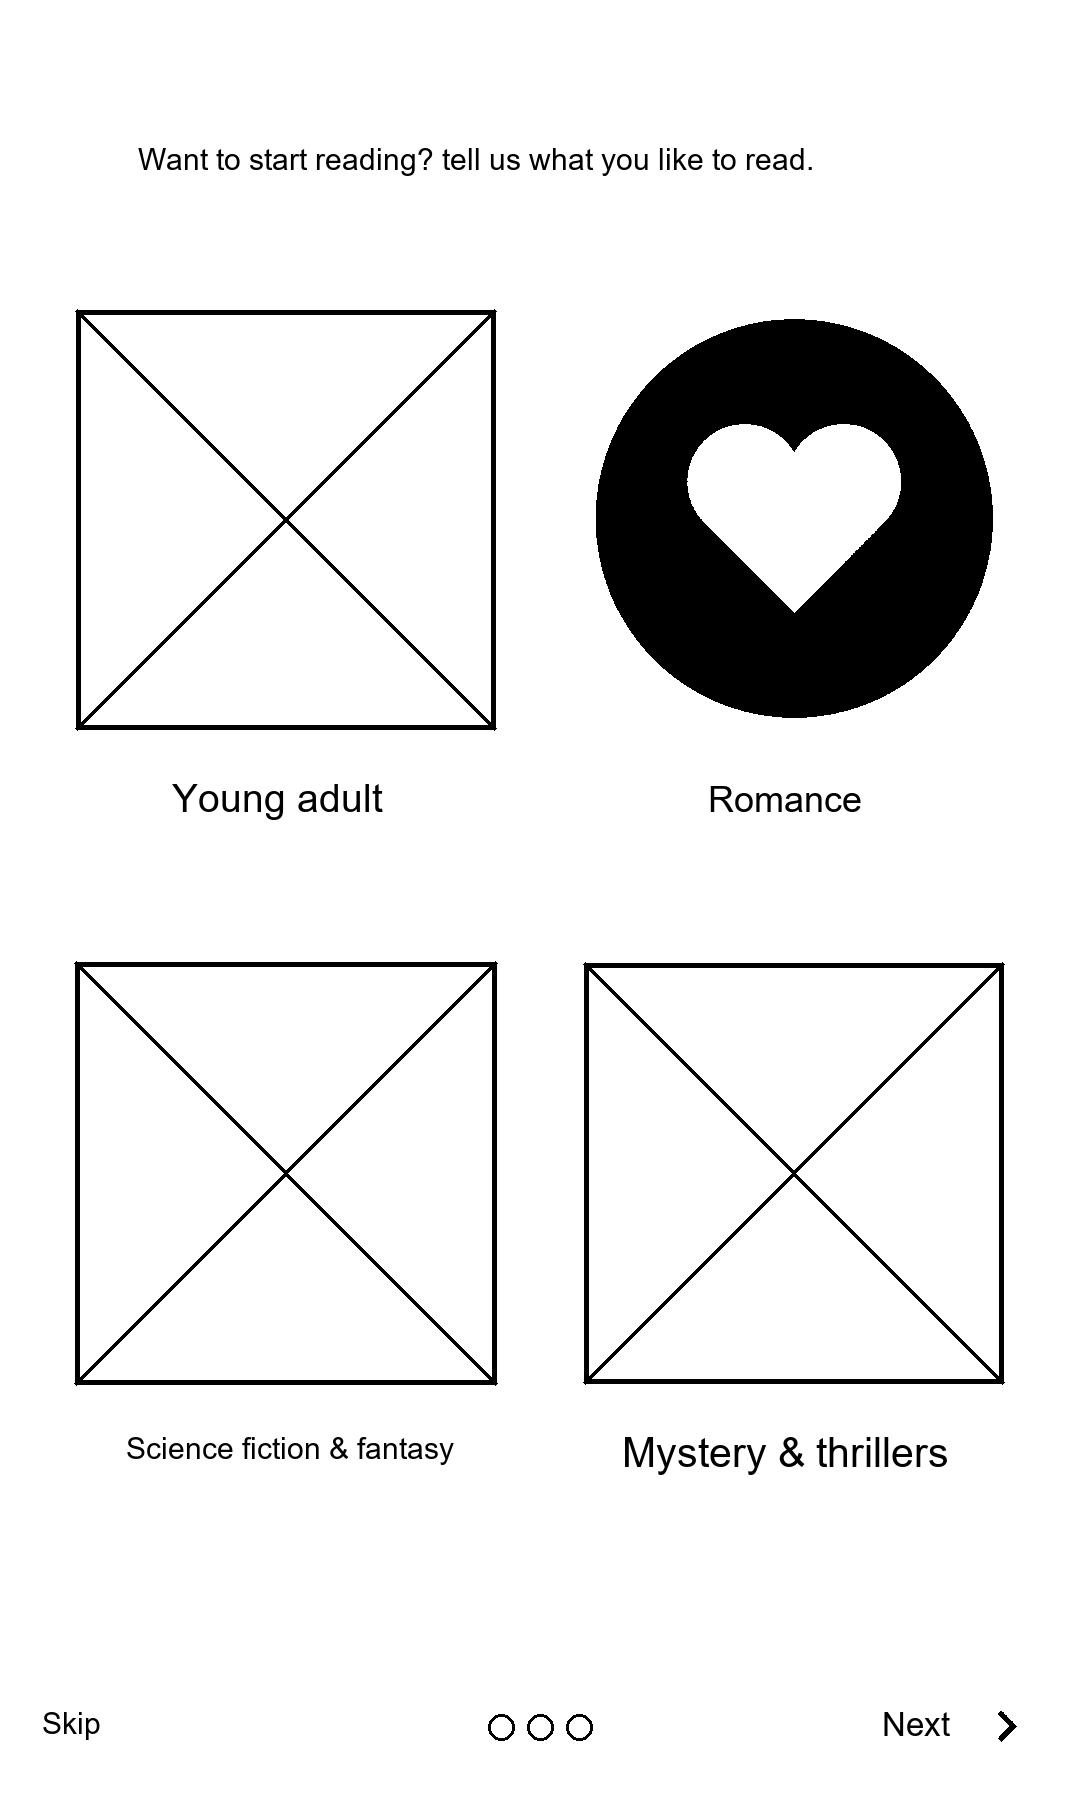 Want to start reading? tell us what you like to read.
Young adult
Romance
Science fiction & fantasy
Mystery & thrillers
Skip
Next